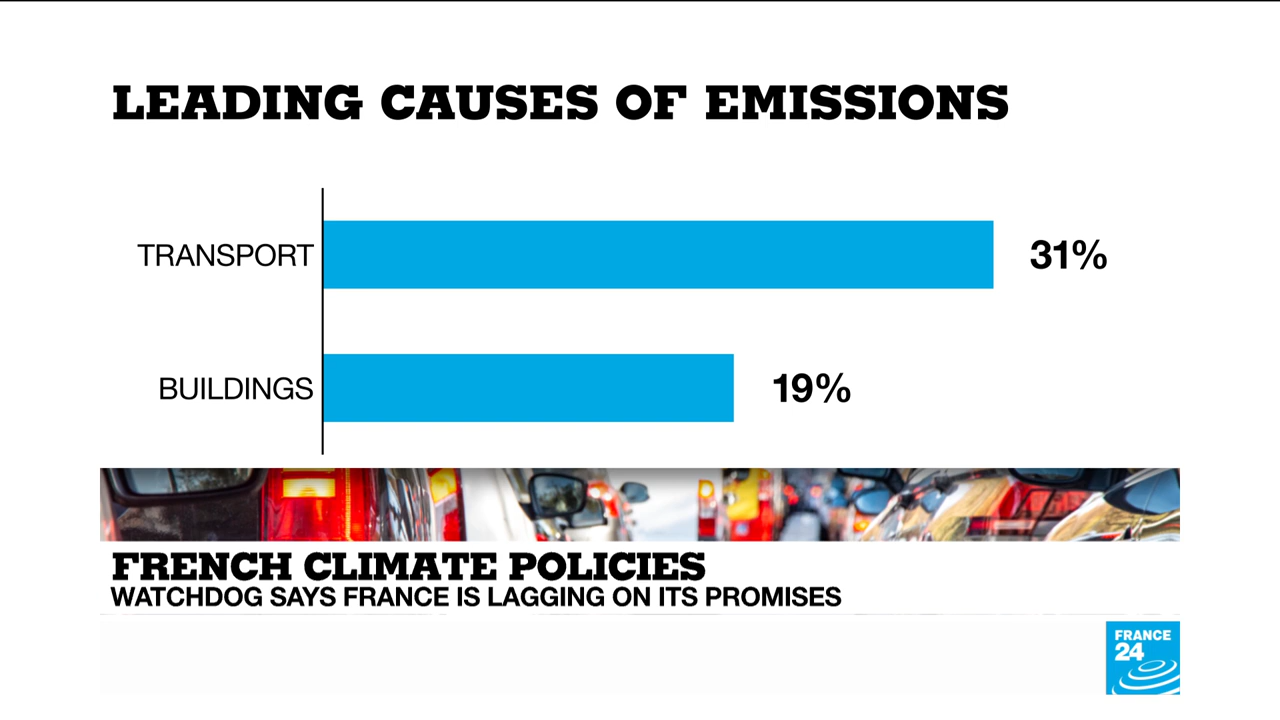 LEADING CAUSES OF EMISSIONS
TRANSPORT 31%
BUILDINGS 19%
FRENCH CLIMATE POLICIES
WATCHDOG SAYS FRANCE IS LAGGING ON ITS PROMISES
FRANCE
24